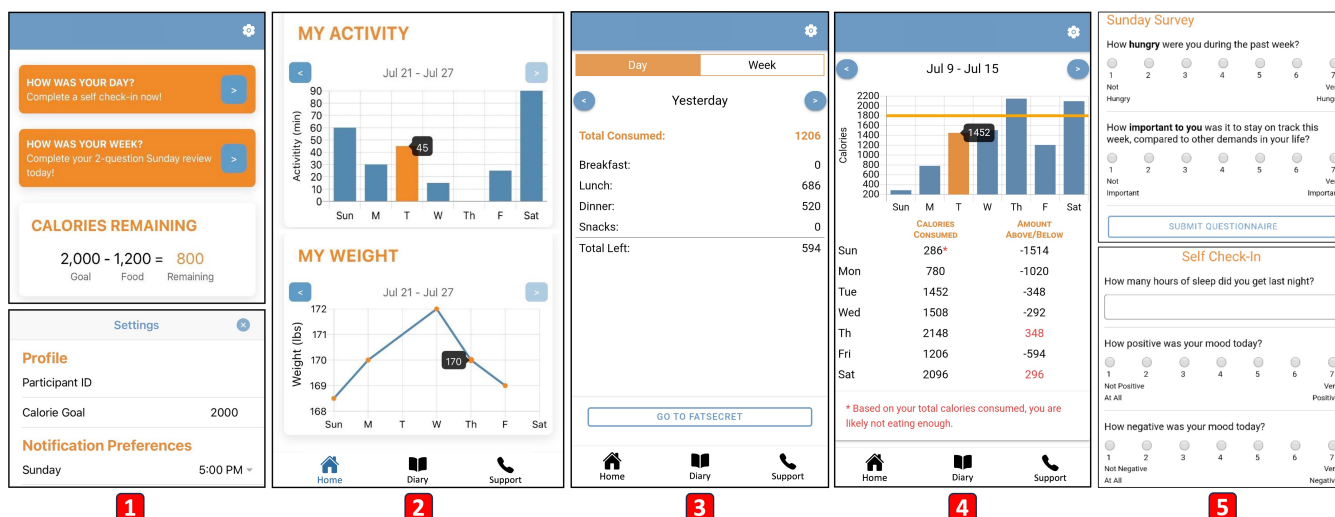 HOW WAS YOUR DAY?
Complete a self check-in now!
>
HOW WAS YOUR WEEK?
Complete your 2-question Sunday review
today!
>
CALORIES REMAINING
2,000 - 1,200 = 800
Goal Food Remaining
Settings
Profile
Participant ID
Calorie Goal 2000
Notification Preferences
Sunday 5:00 PM
1
MY ACTIVITY
< Jul 21 - Jul 27 >
Activitity (min)
90
80
70
60
50
40
30
20
10
0
45
Sun M T W Th F Sat
MY WEIGHT
< Jul 21 - Jul 27 >
Weight (lbs)
172
171
170
169
168
170
Sun M T W Th F Sat
Home Diary Support
2
Day Week
< Yesterday >
Total Consumed: 1206
Breakfast: 0
Lunch: 686
Dinner: 520
Snacks: 0
Total Left: 594
GO TO FATSECRET
Home Diary Support
3
< Jul 9 - Jul 15 >
Calories
2200
2000
1800
1600
1400
1200
1000
800
600
400
200
1452
Sun M T W Th F Sat
CALORIES CONSUMED AMOUNT ABOVE/BELOW
Sun 286* -1514
Mon 780 -1020
Tue 1452 -348
Wed 1508 -292
Th 2148 348
Fri 1206 -594
Sat 2096 296
* Based on your total calories consumed, you are
likely not eating enough.
Home Diary Support
4
Sunday Survey
How hungry were you during the past week?
1 2 3 4 5 6 7
Not Ver
Hungry Hungr
How important to you was it to stay on track this
week, compared to other demands in your life?
1 2 3 4 5 6 7
Not Ver
Important Importan
SUBMIT QUESTIONNAIRE
Self Check-In
How many hours of sleep did you get last night?
How positive was your mood today?
1 2 3 4 5 6 7
Not Positive Ver
At All Positiv
How negative was your mood today?
1 2 3 4 5 6 7
Not Negative Ver
At All Negativ
5